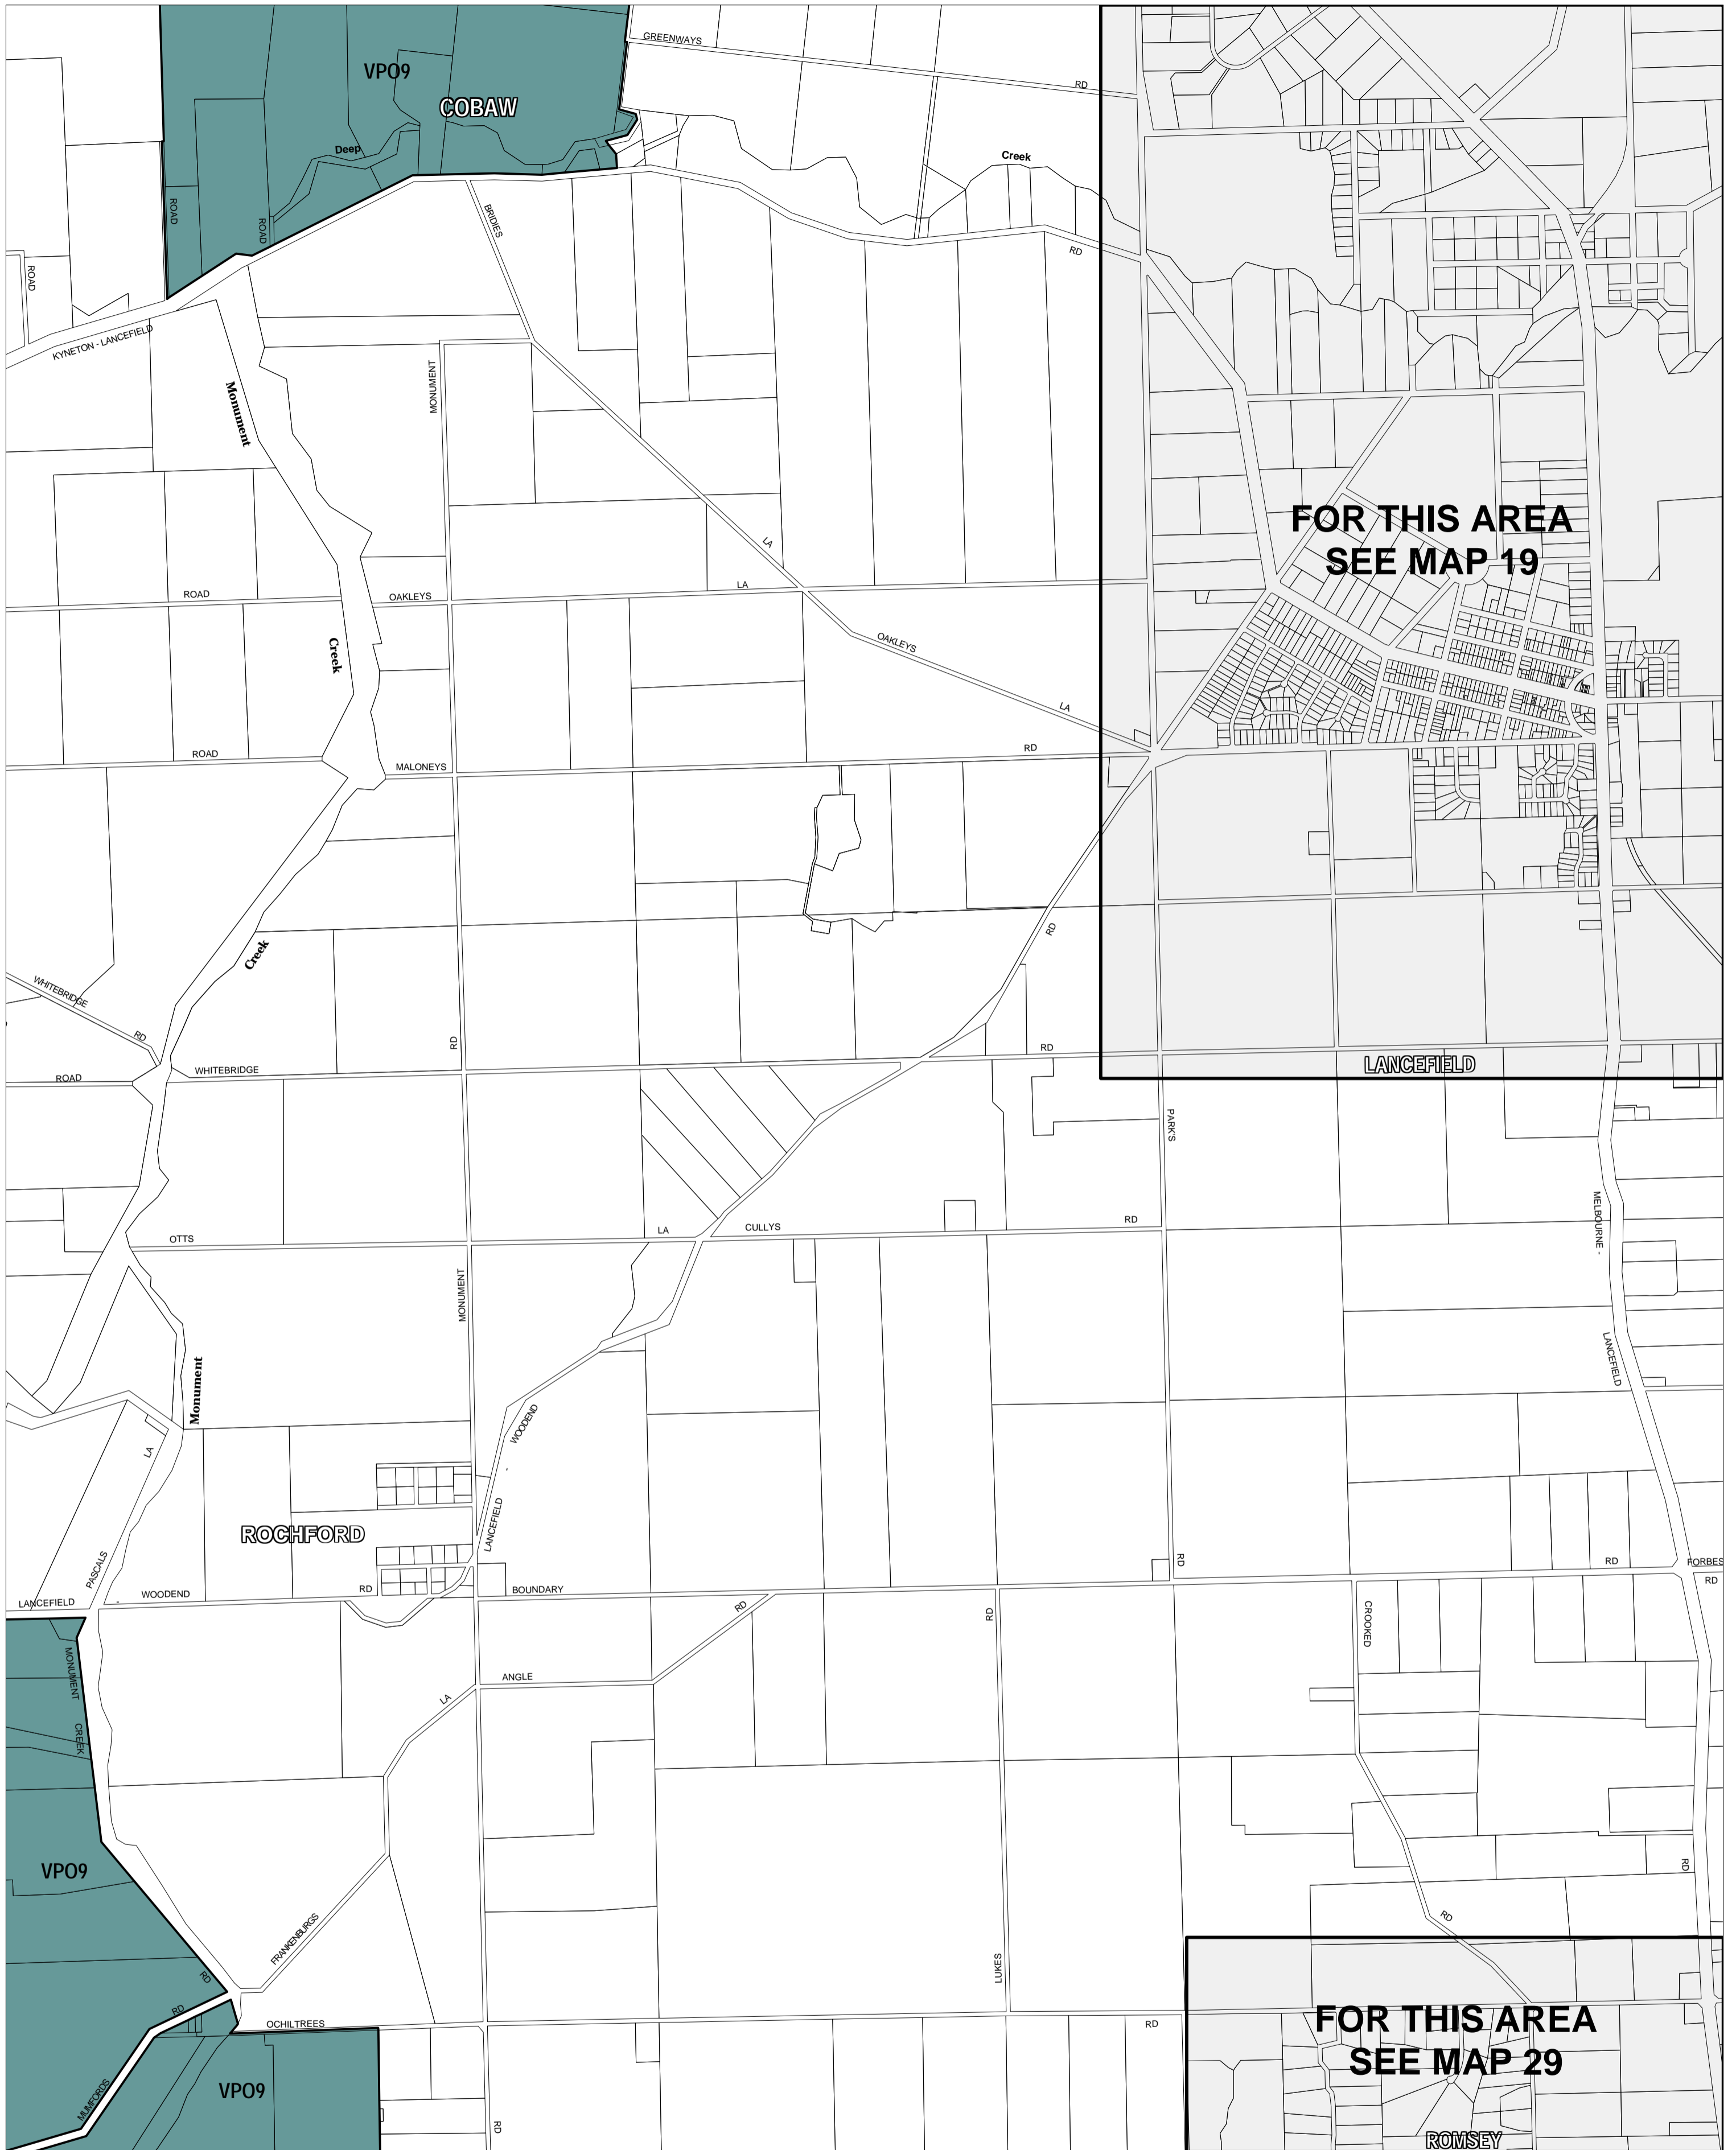 GREENWAYS
RD
VPO9
COBAW
Deep
Creek
ROAD
ROAD
ROAD
BRIDIES
RD
KYNETON - LANCEFIELD
MONUMENT
Monument
FOR THIS AREA
SEE MAP 19
LA
LA
ROAD
OAKLEYS
OAKLEYS
Creek
LA
ROAD
MALONEYS
RD
RD
Creek
WHITEBRIDGE
RD
RD
RD
ROAD
WHITEBRIDGE
LANCEFIELD
PARK'S
MELBOURNE -
OTTS
LA
CULLYS
RD
MONUMENT
LANCEFIELD
Monument
WOODEND
-
LA
LANCEFIELD
ROCHFORD
PASCALS
RD
RD
FORBES
RD
LANCEFIELD
-
WOODEND
RD
BOUNDARY
RD
RD
CROOKED
MONUMENT
CREEK
ANGLE
LA
VPO9
RD
FRANKENBURGS
RD
LUKES
RD
RD
OCHILTREES
RD
FOR THIS AREA
SEE MAP 29
MUMFORDS
VPO9
RD
ROMSEY